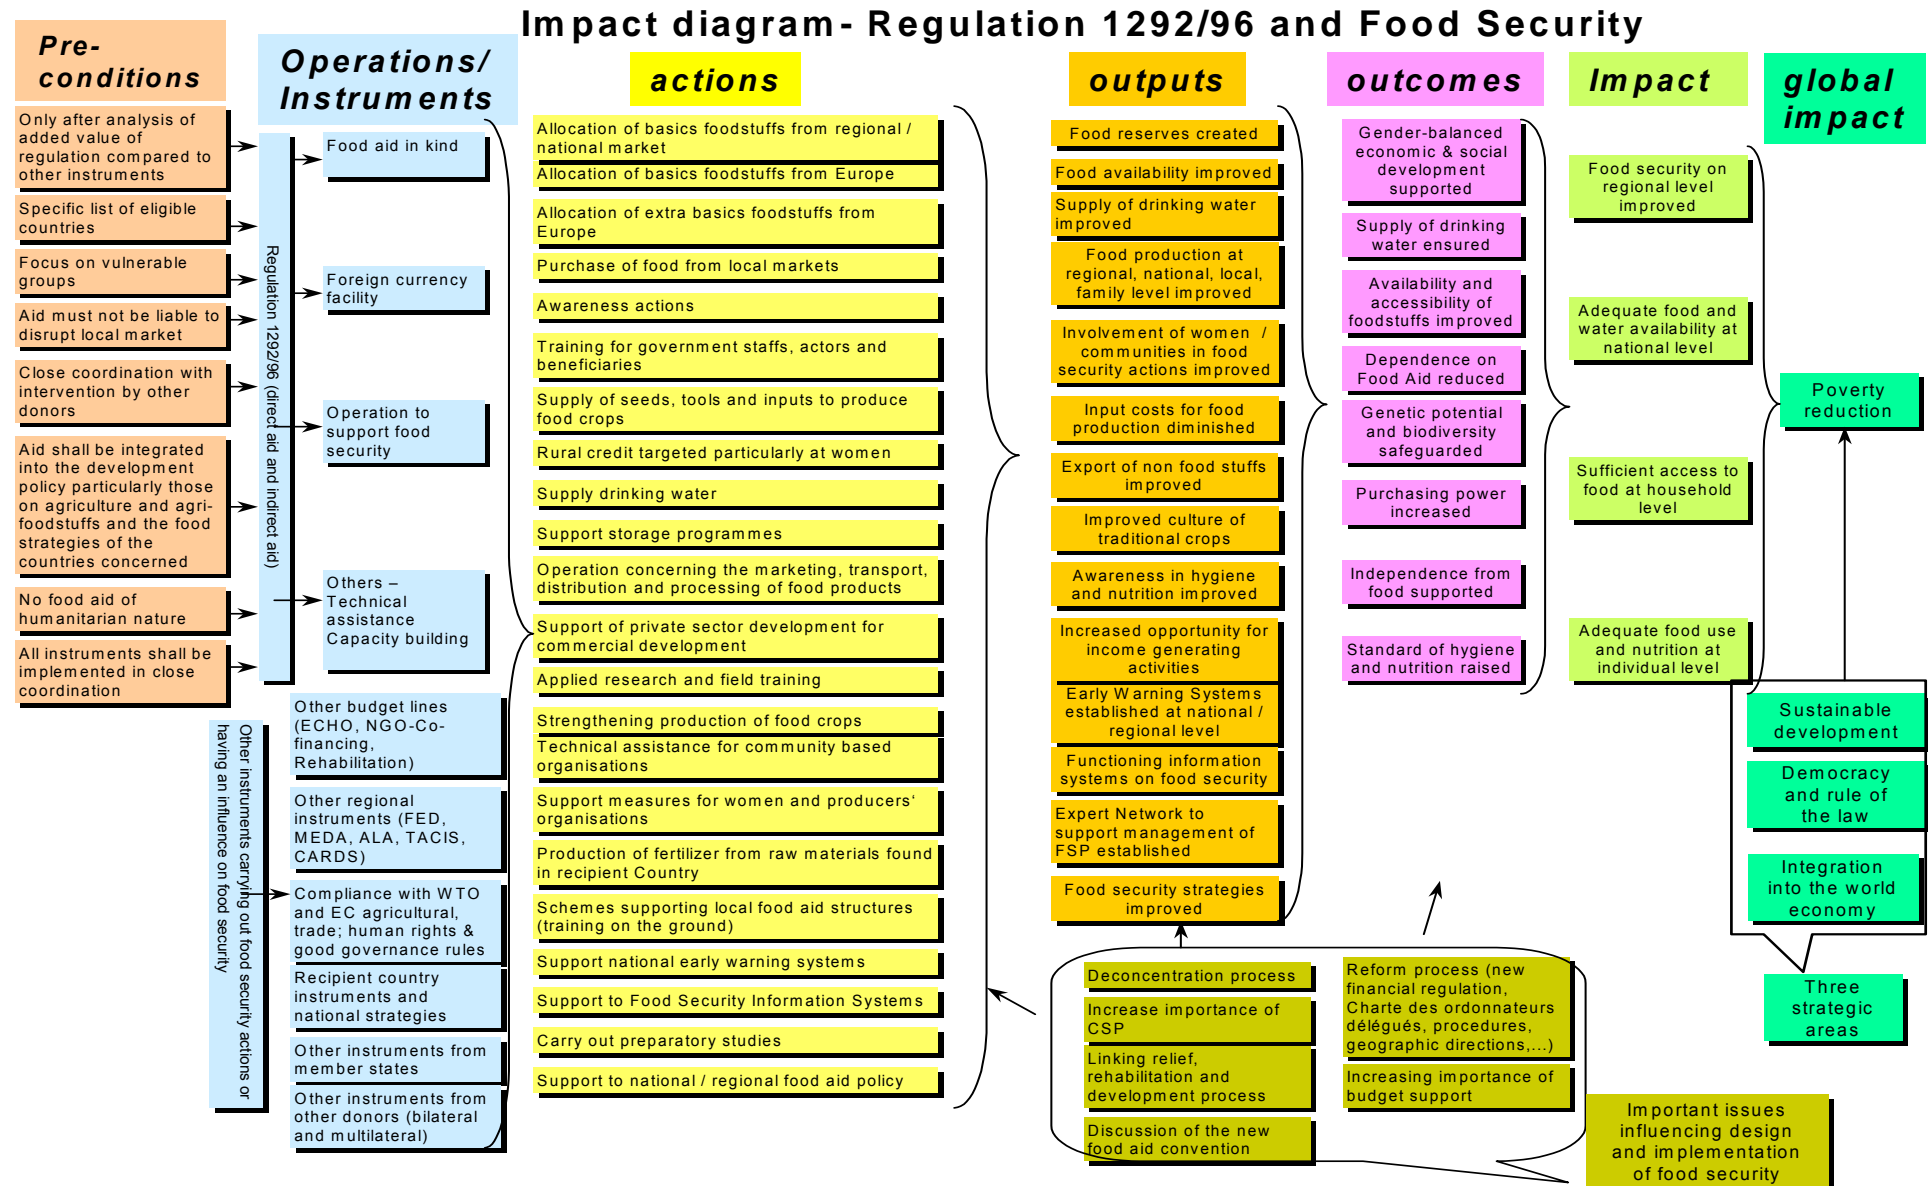 Impact diagram- Regulation 1292/96 and Food Security
Pre-
conditions
Only after analysis of
added value of
regulation compared to
other instruments
Specific list of eligible
countries
Focus on vulnerable
groups
Aid must not be liable to
disrupt local market
Close coordination with
intervention by other
donors
Aid shall be integrated
into the development
policy particularly those
on agriculture and agri-
foodstuffs and the food
strategies of the
countries concerned
No food aid of
humanitarian nature
All instruments shall be
implemented in close
coordination
Operations/
Instruments
Regulation 1292/96 (direct aid and indirect aid)
Food aid in kind
Foreign currency
facility
Operation to
support food
security
Others –
Technical
assistance
Capacity building
Other instruments carrying out food security actions or
having an influence on food security
Other budget lines
(ECHO, NGO-Co-
financing,
Rehabilitation)
Other regional
instruments (FED,
MEDA, ALA, TACIS,
CARDS)
Compliance with WTO
and EC agricultural,
trade; human rights &
good governance rules
Recipient country
instruments and
national strategies
Other instruments from
member states
Other instruments from
other donors (bilateral
and multilateral)
actions
Allocation of basics foodstuffs from regional /
national market
Allocation of basics foodstuffs from Europe
Allocation of extra basics foodstuffs from
Europe
Purchase of food from local markets
Awareness actions
Training for government staffs, actors and
beneficiaries
Supply of seeds, tools and inputs to produce
food crops
Rural credit targeted particularly at women
Supply drinking water
Support storage programmes
Operation concerning the marketing, transport,
distribution and processing of food products
Support of private sector development for
commercial development
Applied research and field training
Strengthening production of food crops
Technical assistance for community based
organisations
Support measures for women and producers‘
organisations
Production of fertilizer from raw materials found
in recipient Country
Schemes supporting local food aid structures
(training on the ground)
Support national early warning systems
Support to Food Security Information Systems
Carry out preparatory studies
Support to national / regional food aid policy
outputs
Food reserves created
Food availability improved
Supply of drinking water
improved
Food production at
regional, national, local,
family level improved
Involvement of women /
communities in food
security actions improved
Input costs for food
production diminished
Export of non food stuffs
improved
Improved culture of
traditional crops
Awareness in hygiene
and nutrition improved
Increased opportunity for
income generating
activities
Early Warning Systems
established at national /
regional level
Functioning information
systems on food security
Expert Network to
support management of
FSP established
Food security strategies
improved
outcomes
Gender-balanced
economic & social
development
supported
Supply of drinking
water ensured
Availability and
accessibility of
foodstuffs improved
Dependence on
Food Aid reduced
Genetic potential
and biodiversity
safeguarded
Purchasing power
increased
Independence from
food supported
Standard of hygiene
and nutrition raised
Impact
Food security on
regional level
improved
Adequate food and
water availability at
national level
Sufficient access to
food at household
level
Adequate food use
and nutrition at
individual level
global
impact
Poverty
reduction
Sustainable
development
Democracy
and rule of
the law
Integration
into the world
economy
Three
strategic
areas
Deconcentration process
Increase importance of
CSP
Linking relief,
rehabilitation and
development process
Discussion of the new
food aid convention
Reform process (new
financial regulation,
Charte des ordonnateurs
délégués, procedures,
geographic directions,...)
Increasing importance of
budget support
Important issues
influencing design
and implementation
of food security